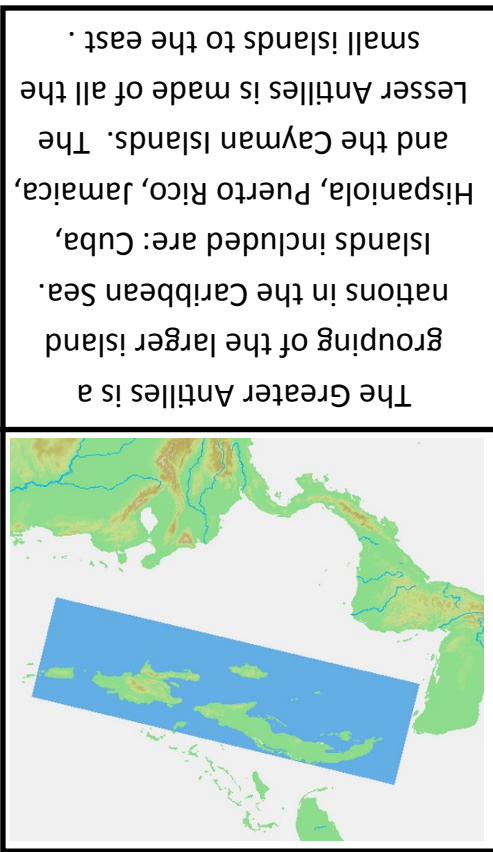 The Greater Antilles is a
grouping of the larger island
nations in the Caribbean Sea.
Islands included are: Cuba,
Hispaniola, Puerto Rico, Jamaica,
and the Cayman Islands. The
Lesser Antilles is made of all the
small islands to the east .